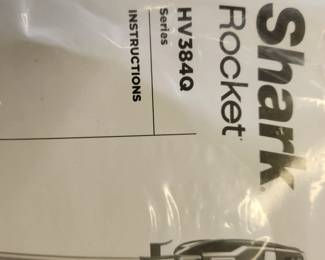 Shark®
Rocket®
HV384Q
Series
INSTRUCTIONS